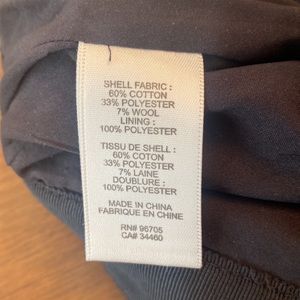 SHELL FABRIC :
60% COTTON
33% POLYESTER
7% WOOL
LINING :
100% POLYESTER
TISSU DE SHELL :
60% COTON
33% POLYESTER
7% LAINE
DOUBLURE :
100% POLYESTER
MADE IN CHINA
FABRIQUE EN CHINE
RN# 96705
CA# 34460